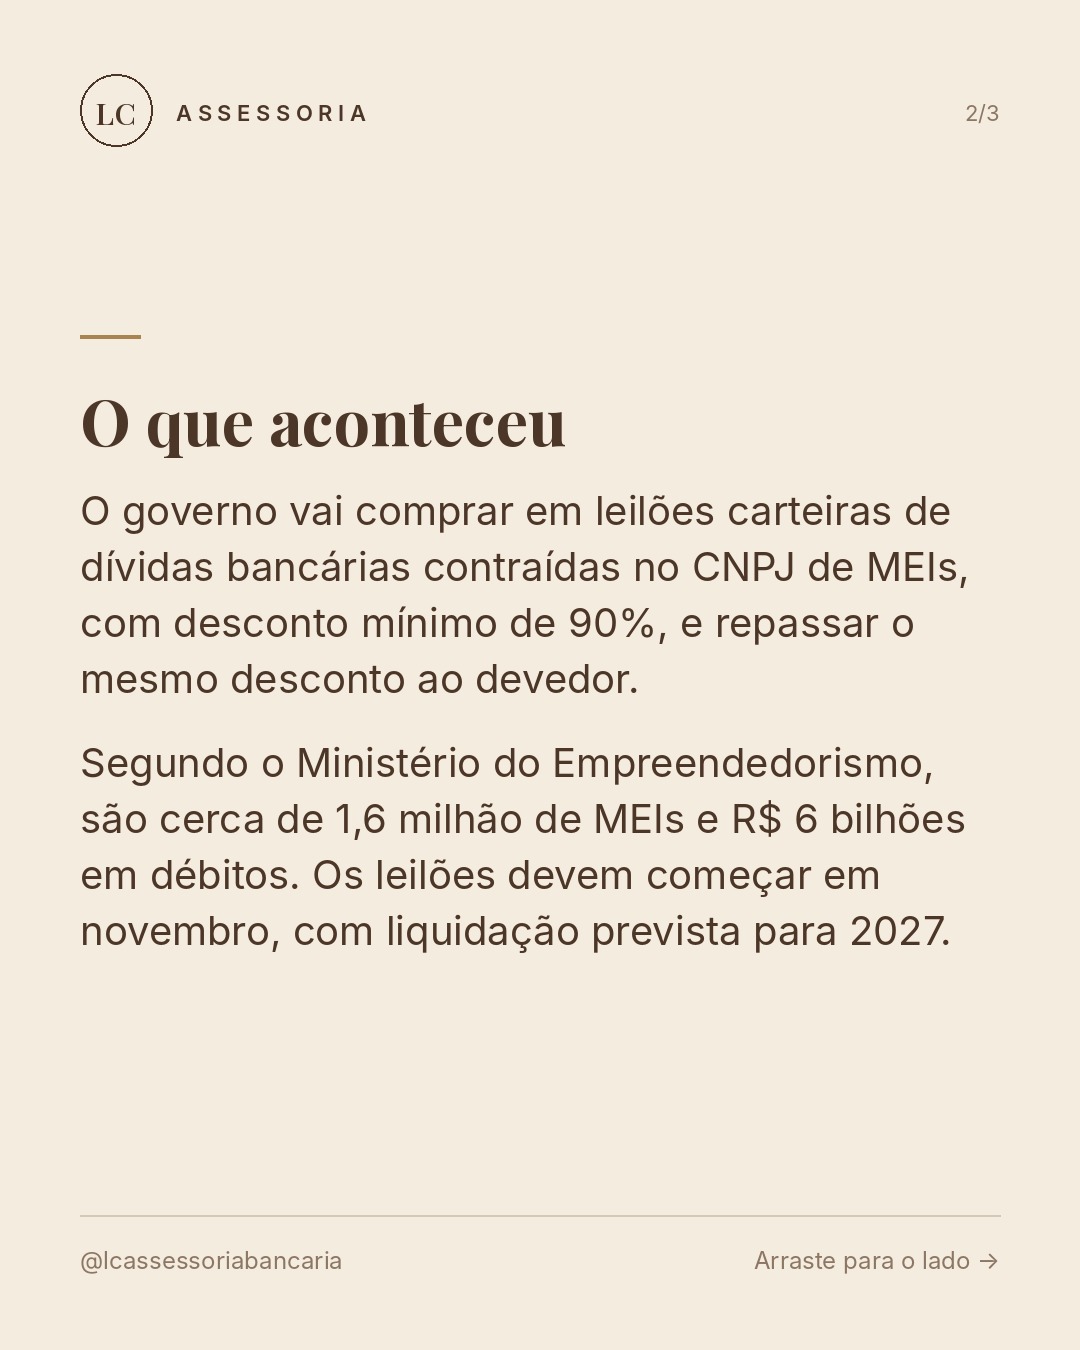 LC ASSESSORIA 2/3
O que aconteceu
O governo vai comprar em leilões carteiras de
dívidas bancárias contraídas no CNPJ de MEIs,
com desconto mínimo de 90%, e repassar o
mesmo desconto ao devedor.
Segundo o Ministério do Empreendedorismo,
são cerca de 1,6 milhão de MEIs e R$ 6 bilhões
em débitos. Os leilões devem começar em
novembro, com liquidação prevista para 2027.
@lcassessoriabancaria Arraste para o lado →